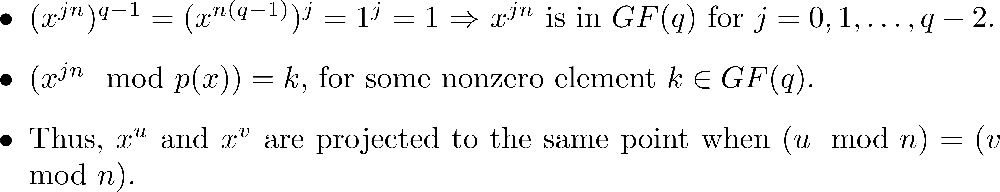 • $(x^{jn})^{q-1} = (x^{n(q-1)})^j = 1^j = 1 \Rightarrow x^{jn}$ is in $GF(q)$ for $j = 0, 1, \ldots, q-2$.
• $(x^{jn} \mod p(x)) = k$, for some nonzero element $k \in GF(q)$.
• Thus, $x^u$ and $x^v$ are projected to the same point when $(u \mod n) = (v$
$\mod n)$.